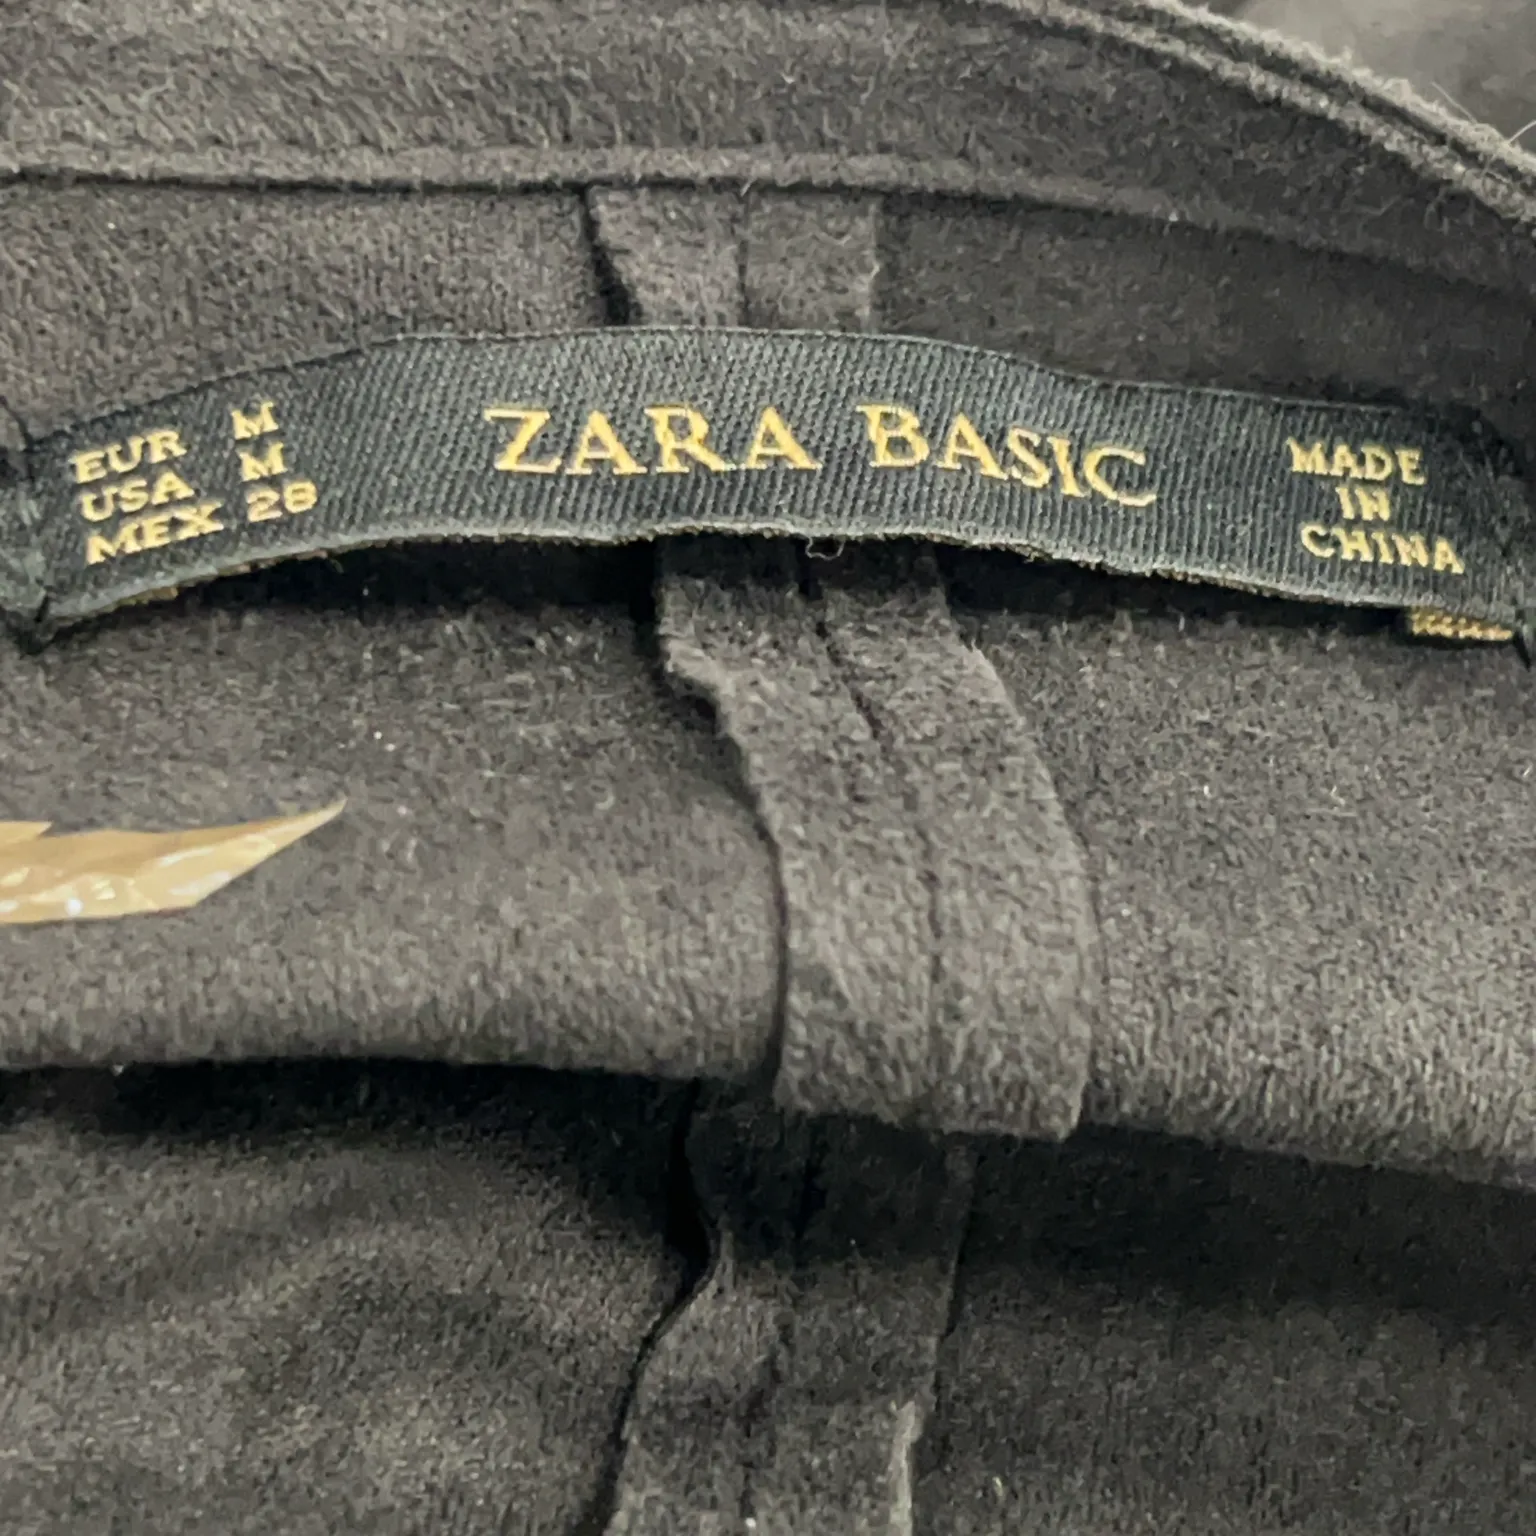 EUR M
USA M
MEX 28
ZARA BASIC
MADE
IN
CHINA